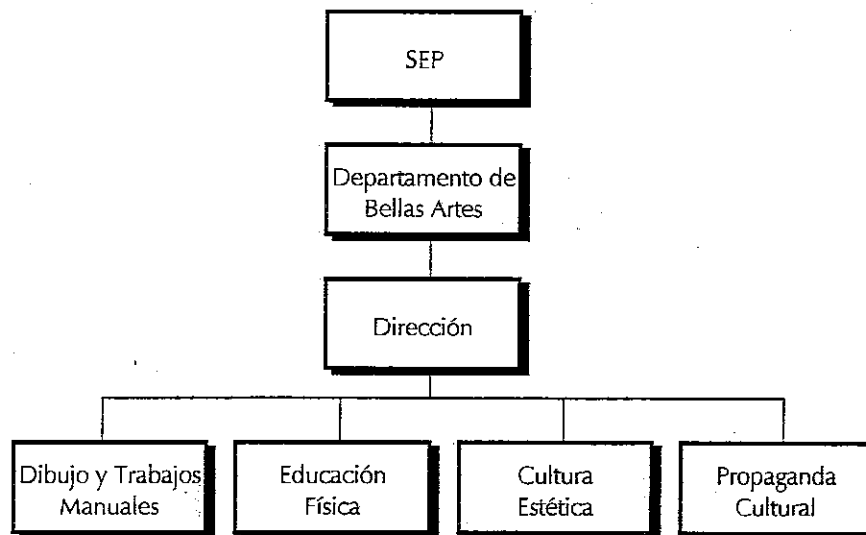 SEP
Departamento de
Bellas Artes
Dirección
Dibujo y Trabajos
Manuales
Educación
Física
Cultura
Estética
Propaganda
Cultural